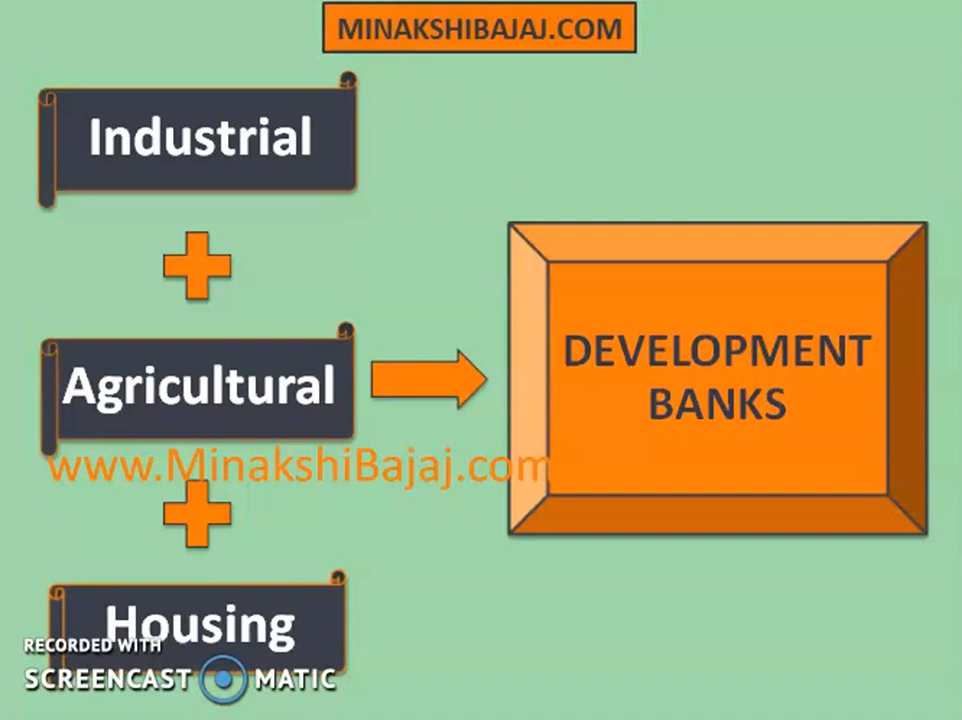 MINAKSHIBAJAJ.COM
Industrial
Agricultural
DEVELOPMENT
BANKS
www.MinakshiBajaj.com
Housing
RECORDED WITH
SCREENCAST MATIC